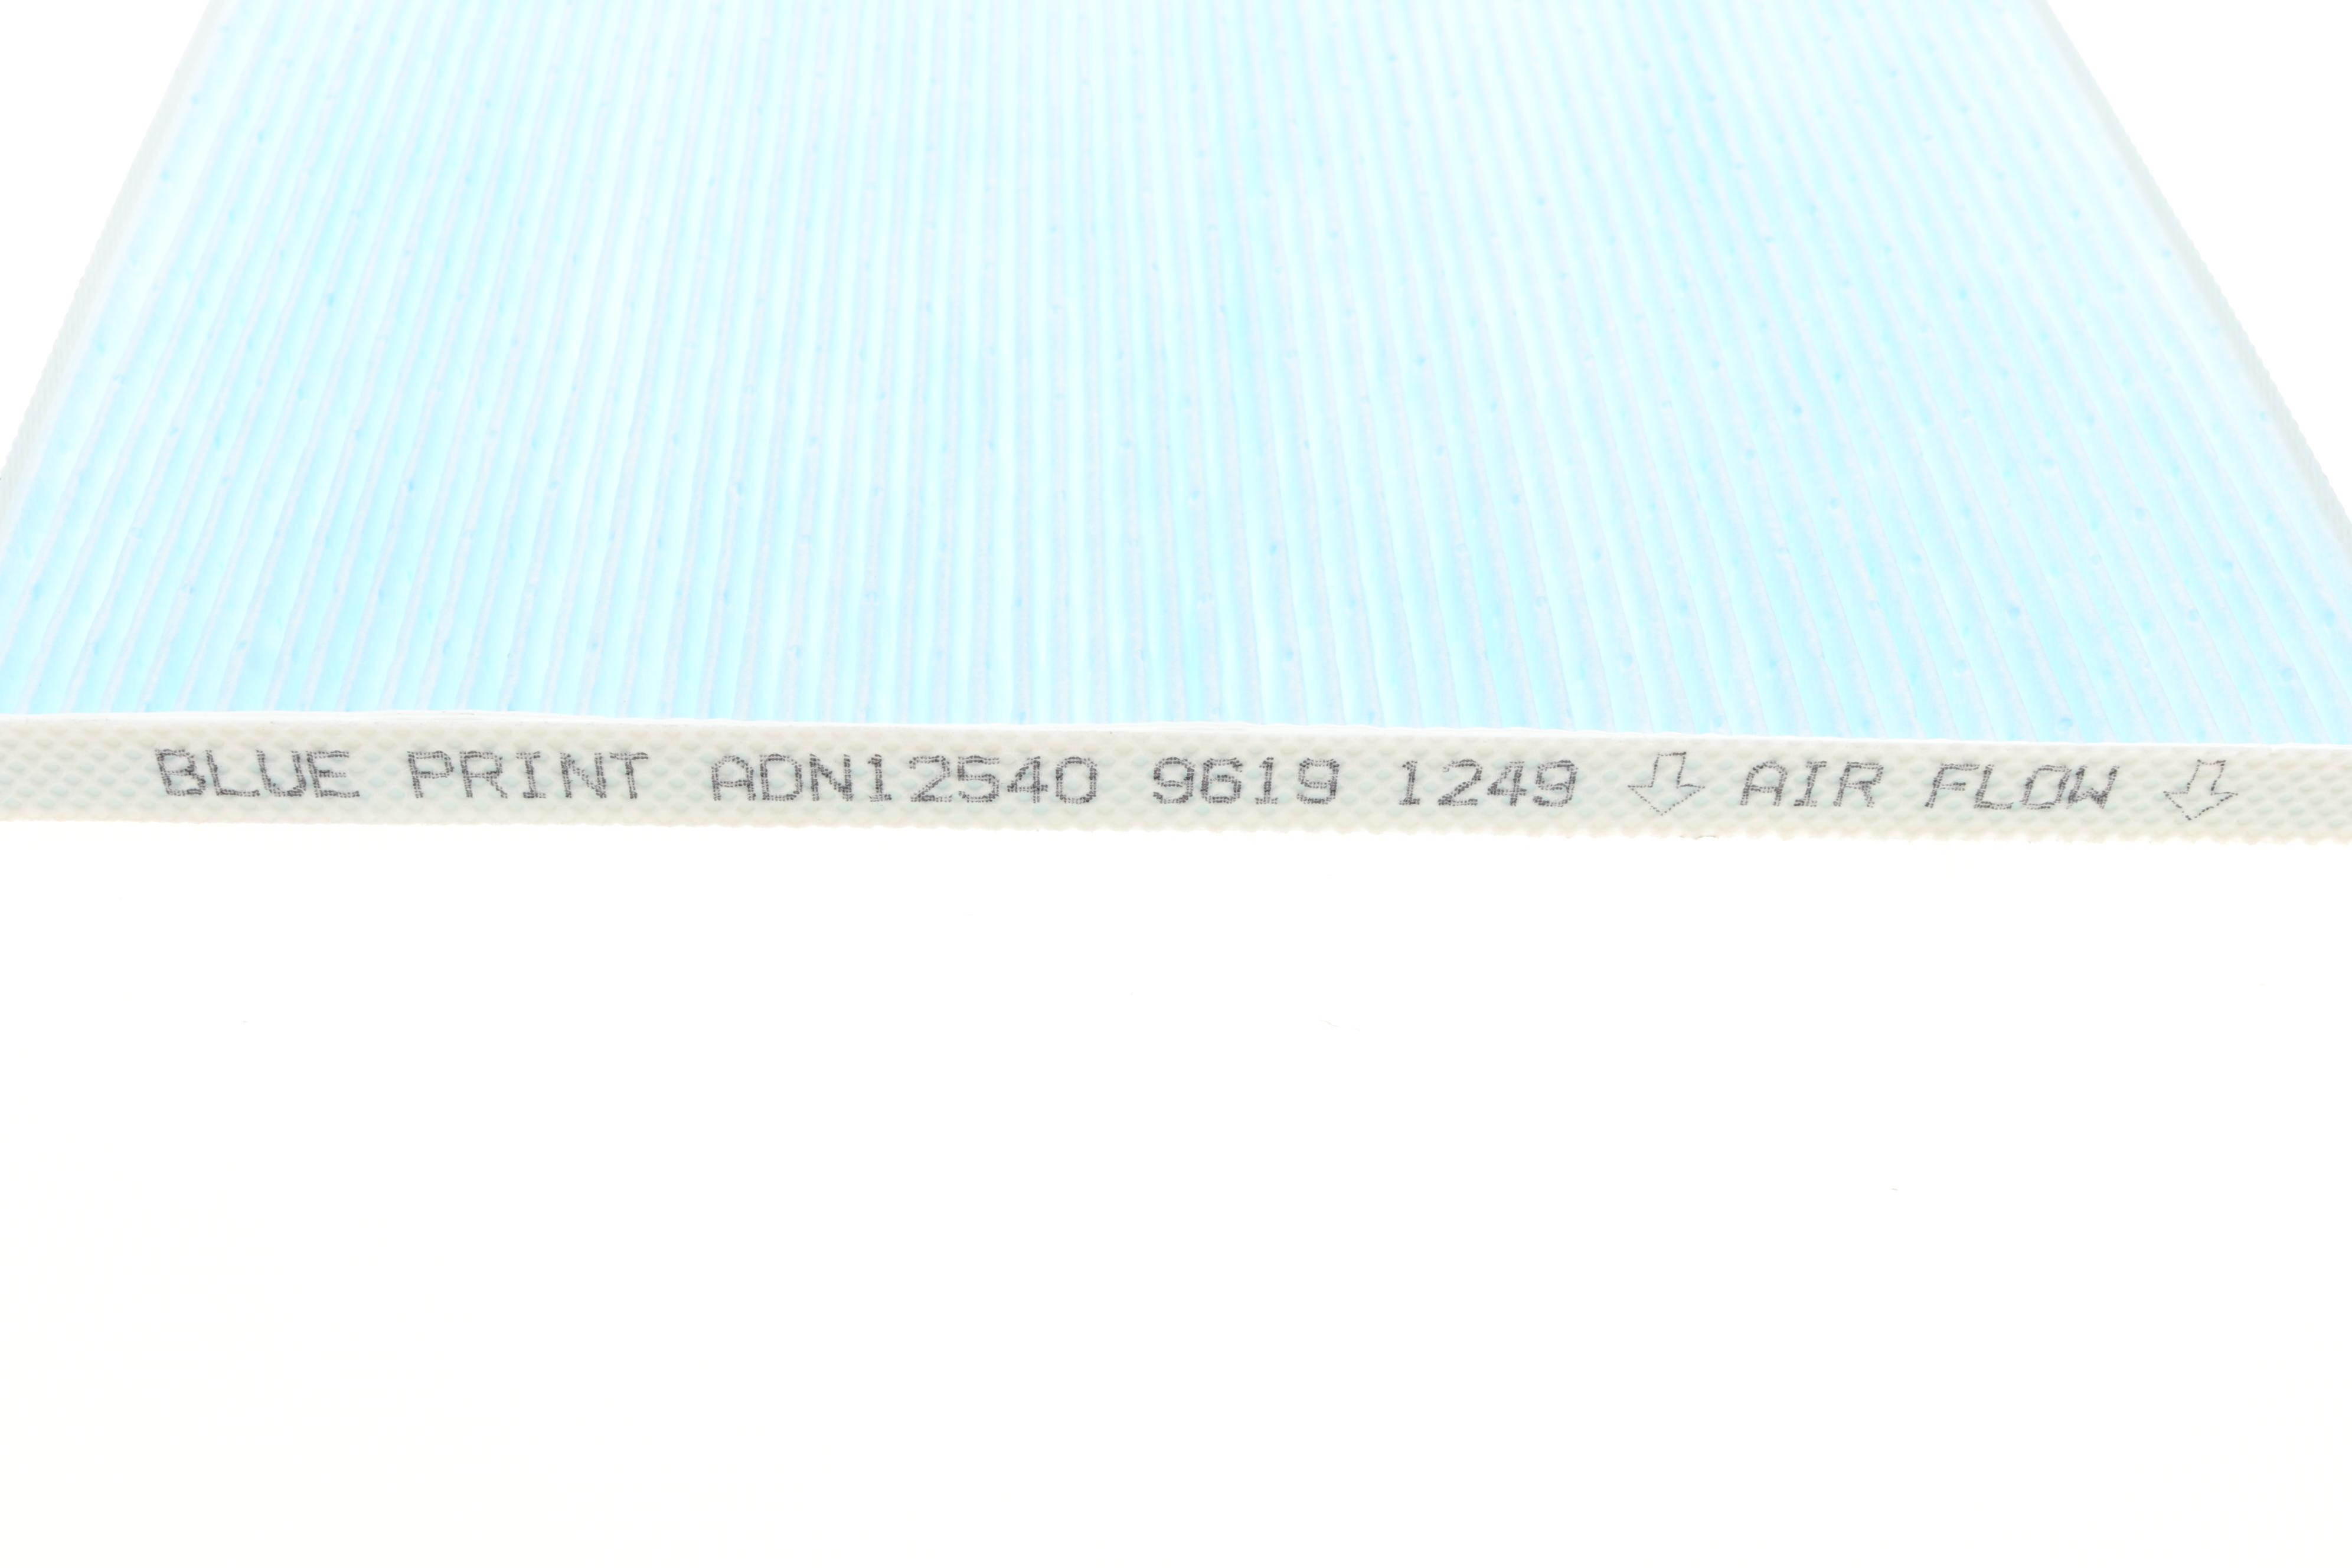 BLUE PRINT ADN12540 9619 1249 ⇩ AIR FLOW ⇩